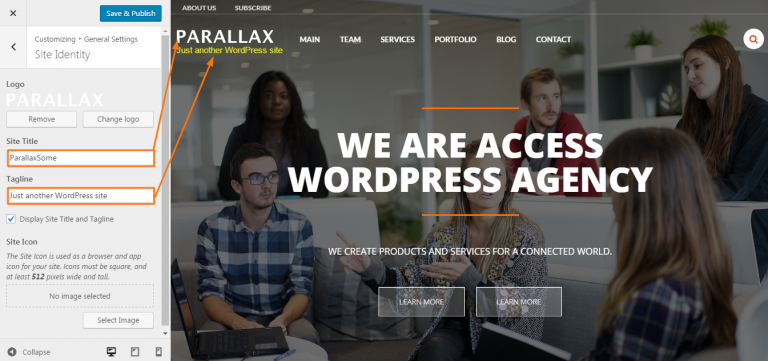 Save & Publish
Customizing • General Settings
Site Identity
Logo
PARALLAX
Remove
Change logo
Site Title
ParallaxSome
Tagline
Just another WordPress site
Display Site Title and Tagline
Site Icon
The Site Icon is used as a browser and app
icon for your site. Icons must be square, and
at least 512 pixels wide and tall.
No image selected
Select Image
Collapse
ABOUT US SUBSCRIBE
PARALLAX
Just another WordPress site
MAIN TEAM SERVICES PORTFOLIO BLOG CONTACT
WE ARE ACCESS
WORDPRESS AGENCY
WE CREATE PRODUCTS AND SERVICES FOR A CONNECTED WORLD.
LEARN MORE LEARN MORE